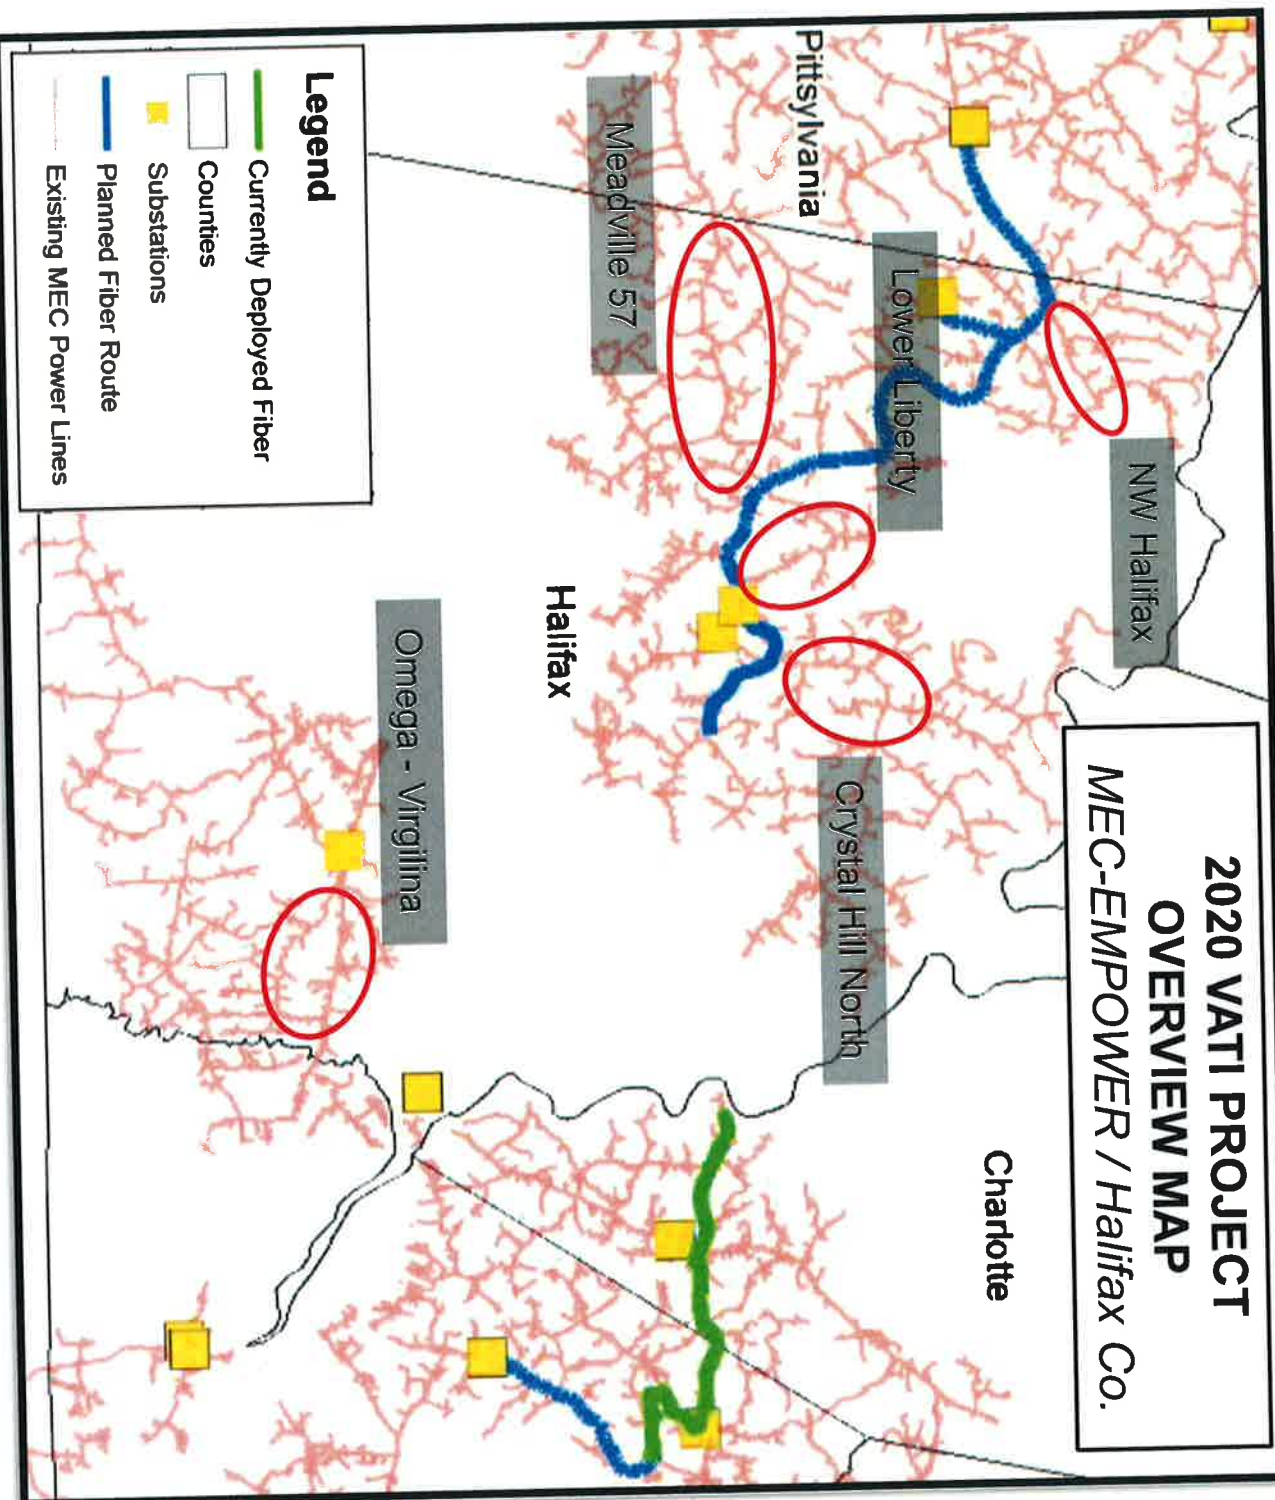 2020 VATI PROJECT
OVERVIEW MAP
MEC-EMPOWER / Halifax Co.
Pittsylvania
NW Halifax
Lower Liberty
Meadville 57
Crystal Hill North
Charlotte
Halifax
Omega - Virgilina
Legend
Currently Deployed Fiber
Counties
Substations
Planned Fiber Route
Existing MEC Power Lines